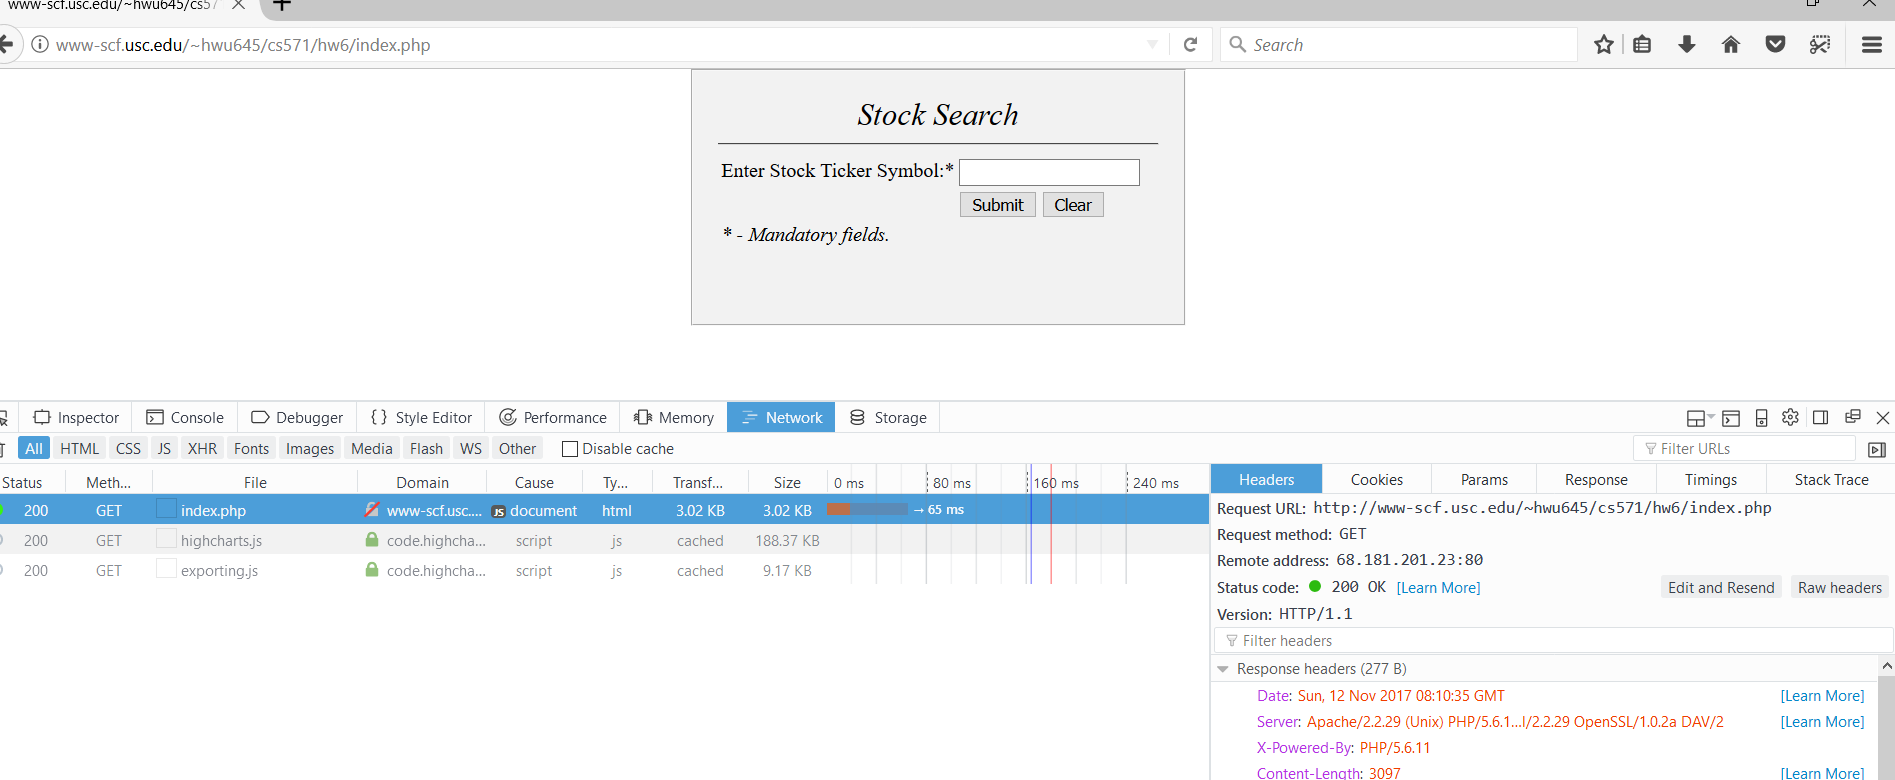 www-scf.usc.edu/~hwu645/cs57
www-scf.usc.edu/~hwu645/cs571/hw6/index.php
Search
Stock Search
Enter Stock Ticker Symbol:*
Submit Clear
* - Mandatory fields.
Inspector Console Debugger Style Editor Performance Memory Network Storage
All HTML CSS JS XHR Fonts Images Media Flash WS Other Disable cache Filter URLs
Status Meth... File Domain Cause Ty... Transf... Size 0 ms 80 ms 160 ms 240 ms
200 GET index.php www-scf.usc.... JS document html 3.02 KB 3.02 KB → 65 ms
200 GET highcharts.js code.highcha... script js cached 188.37 KB
200 GET exporting.js code.highcha... script js cached 9.17 KB
Headers Cookies Params Response Timings Stack Trace
Request URL: http://www-scf.usc.edu/~hwu645/cs571/hw6/index.php
Request method: GET
Remote address: 68.181.201.23:80
Status code: 200 OK [Learn More] Edit and Resend Raw headers
Version: HTTP/1.1
Filter headers
Response headers (277 B)
Date: Sun, 12 Nov 2017 08:10:35 GMT [Learn More]
Server: Apache/2.2.29 (Unix) PHP/5.6.1...l/2.2.29 OpenSSL/1.0.2a DAV/2 [Learn More]
X-Powered-By: PHP/5.6.11
Content-Length: 3097 [Learn More]